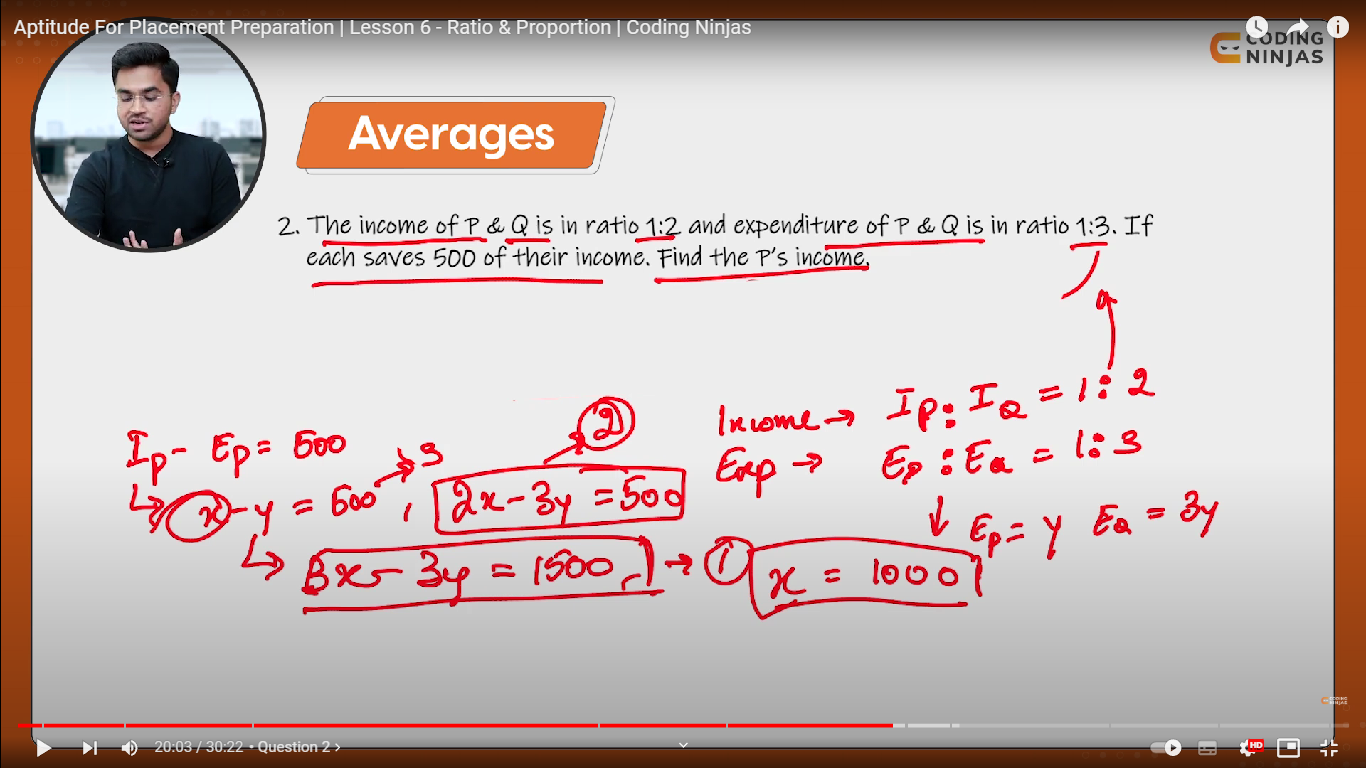 Aptitude For Placement Preparation | Lesson 6 - Ratio & Proportion | Coding Ninjas
CODING
NINJAS
Averages
2. The income of P & Q is in ratio 1:2 and expenditure of P & Q is in ratio 1:3. If
each saves 500 of their income. Find the P's income.
Income → I_P : I_Q = 1 : 2
Exp → E_P : E_Q = 1 : 3
↓ E_P = y E_Q = 3y
I_P - E_P = 500
x - y = 500 → 3, 2x - 3y = 500 → 2
3x - 3y = 1500 → 1
x = 1000
CODING
NINJAS
20:03 / 30:22 • Question 2 ›
HD